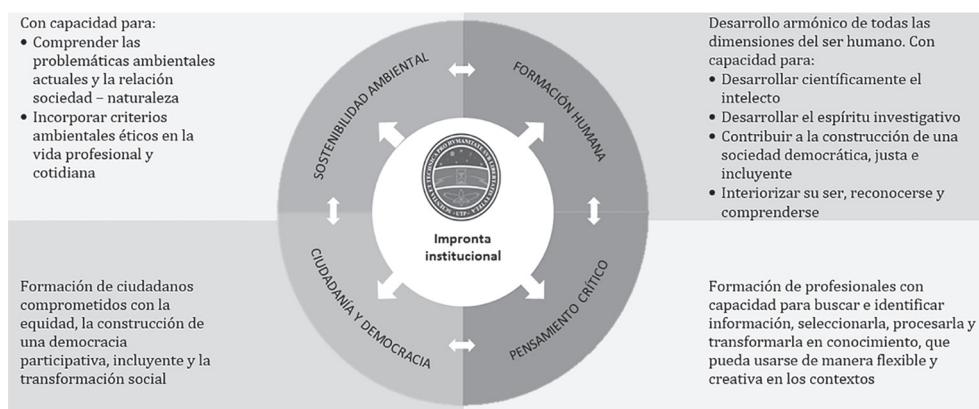 Con capacidad para:
• Comprender las
problemáticas ambientales
actuales y la relación
sociedad – naturaleza
• Incorporar criterios
ambientales éticos en la
vida profesional y
cotidiana
SOSTENIBILIDAD AMBIENTAL
FORMACIÓN HUMANA
Desarrollo armónico de todas las
dimensiones del ser humano. Con
capacidad para:
• Desarrollar científicamente el
intelecto
• Desarrollar el espíritu investigativo
• Contribuir a la construcción de una
sociedad democrática, justa e
incluyente
• Interiorizar su ser, reconocerse y
comprenderse
Impronta
institucional
Formación de ciudadanos
comprometidos con la
equidad, la construcción de
una democracia
participativa, incluyente y la
transformación social
CIUDADANÍA Y DEMOCRACIA
PENSAMIENTO CRÍTICO
Formación de profesionales con
capacidad para buscar e identificar
información, seleccionarla, procesarla y
transformarla en conocimiento, que
pueda usarse de manera flexible y
creativa en los contextos